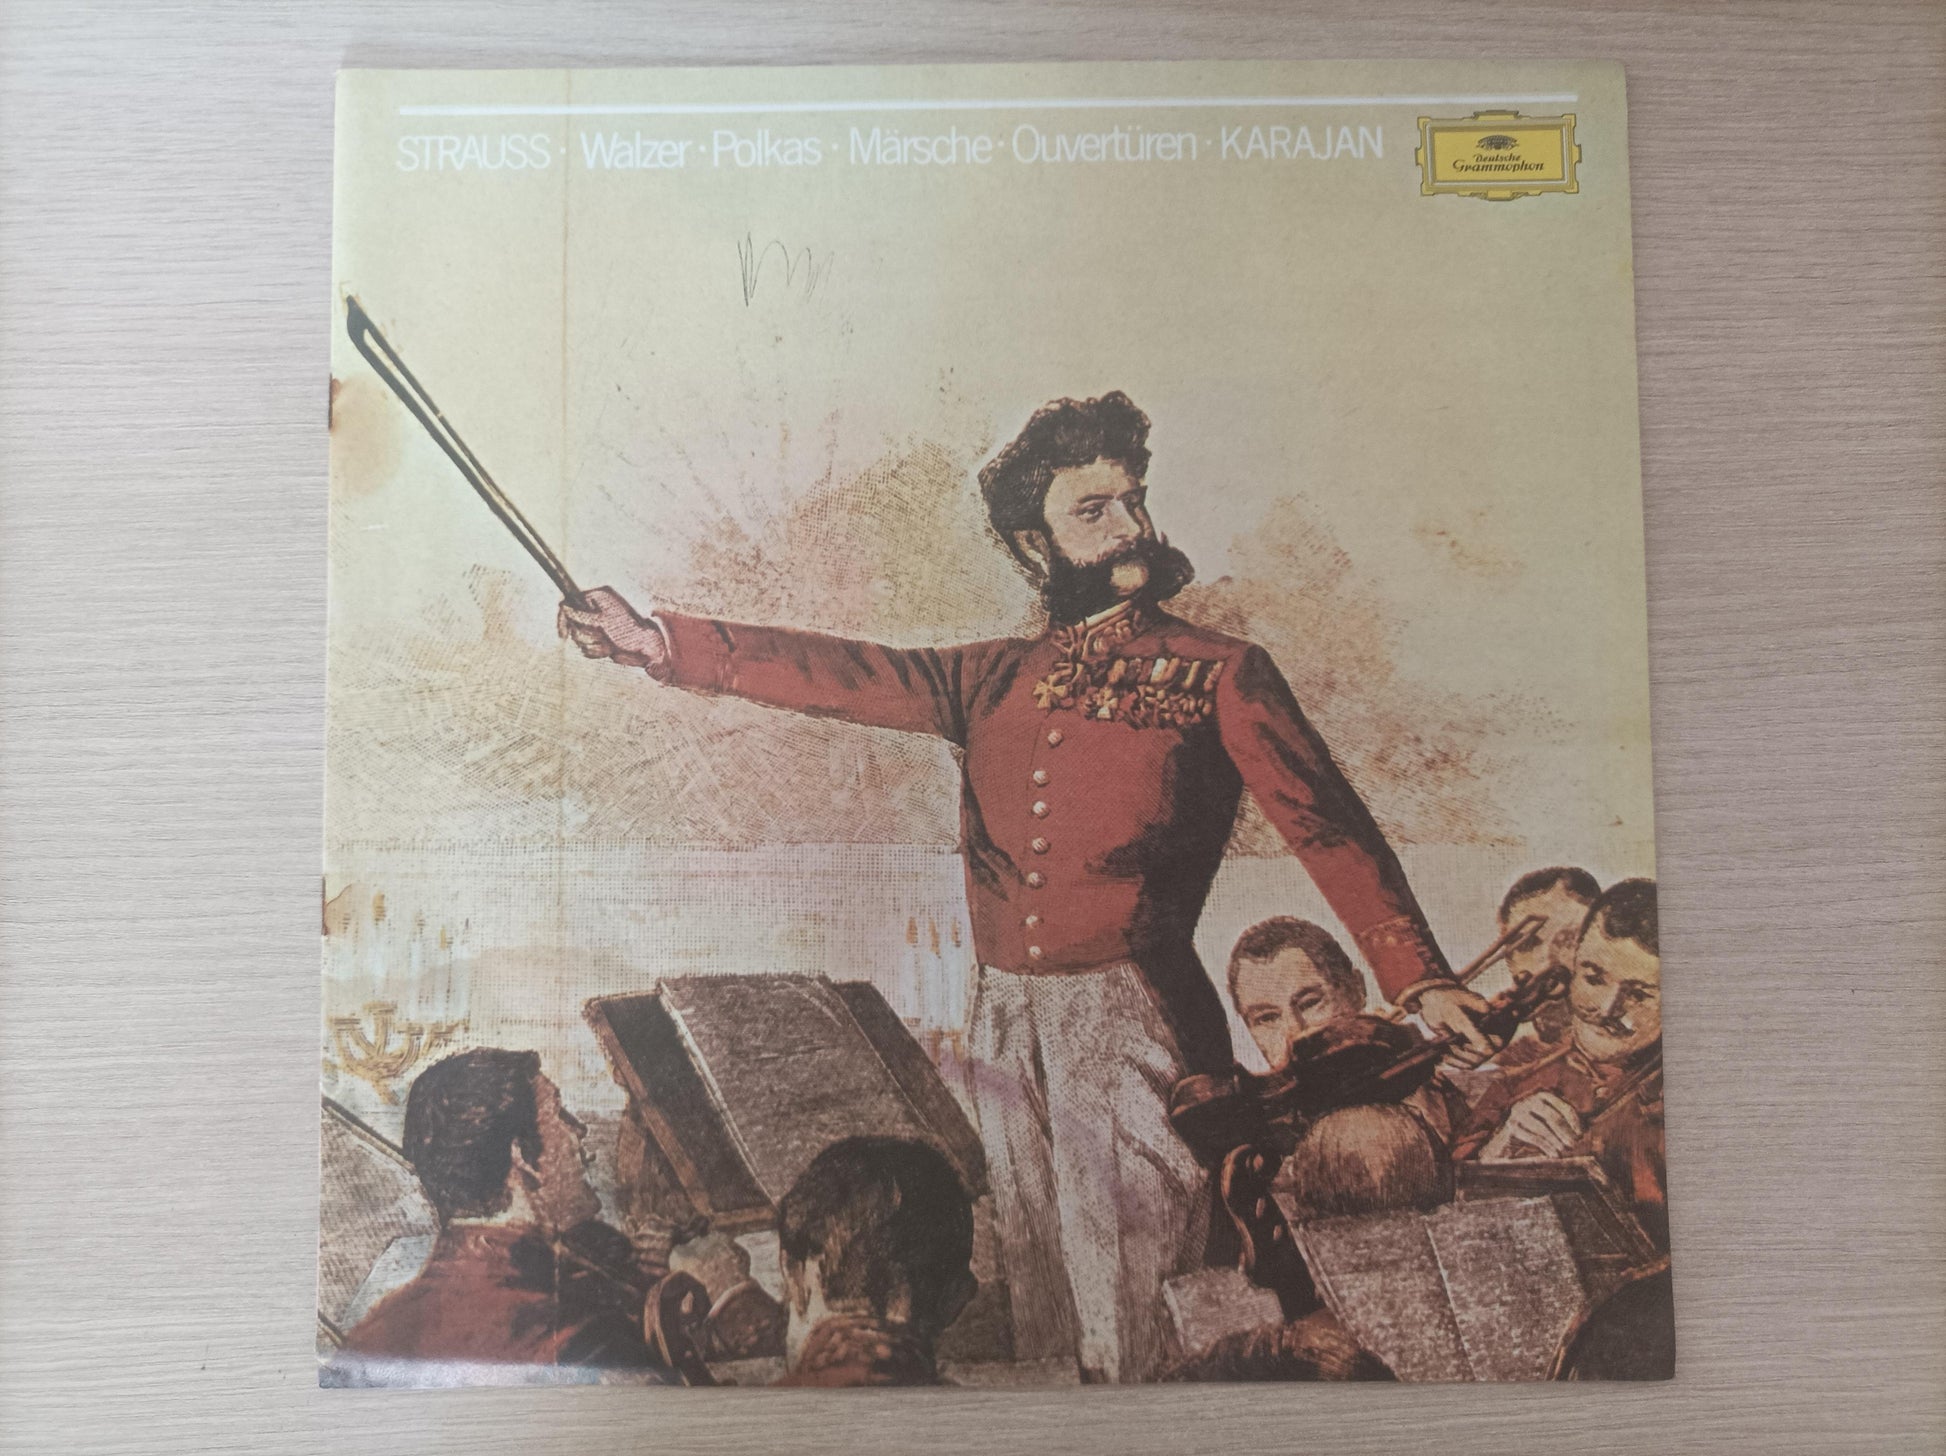 STRAUSS · Walzer · Polkas · Märsche · Ouvertüren · KARAJAN
Deutsche
Grammophon